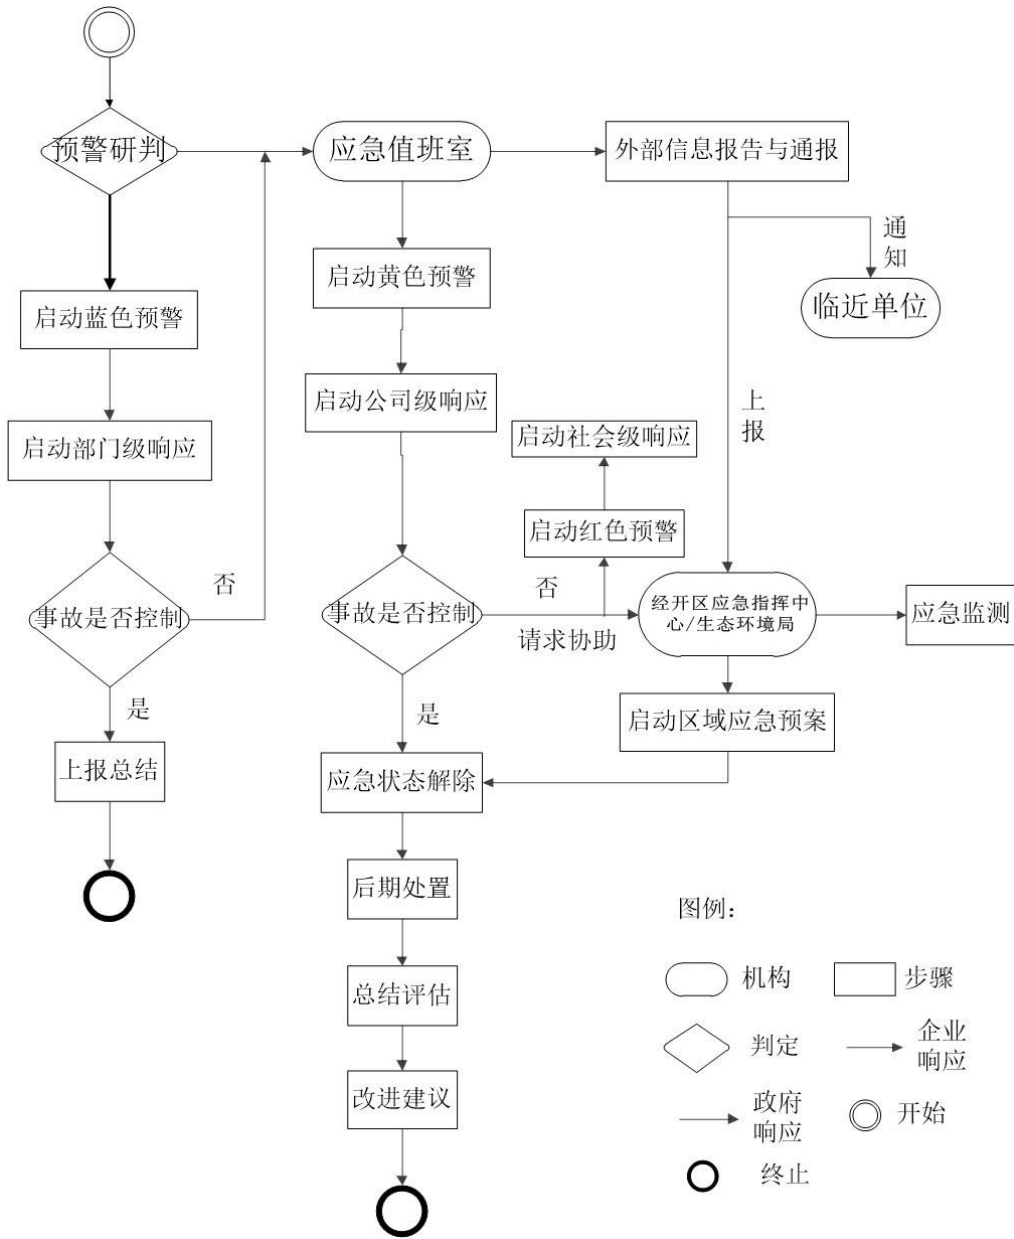 预警研判
应急值班室
外部信息报告与通报
通
知
启动蓝色预警
启动黄色预警
临近单位
启动公司级响应
上
报
启动部门级响应
启动社会级响应
启动红色预警
否
否
事故是否控制
事故是否控制
经开区应急指挥中
心/生态环境局
应急监测
请求协助
是
是
启动区域应急预案
上报总结
应急状态解除
后期处置
总结评估
改进建议
图例：
机构
步骤
判定
企业
响应
政府
响应
开始
终止